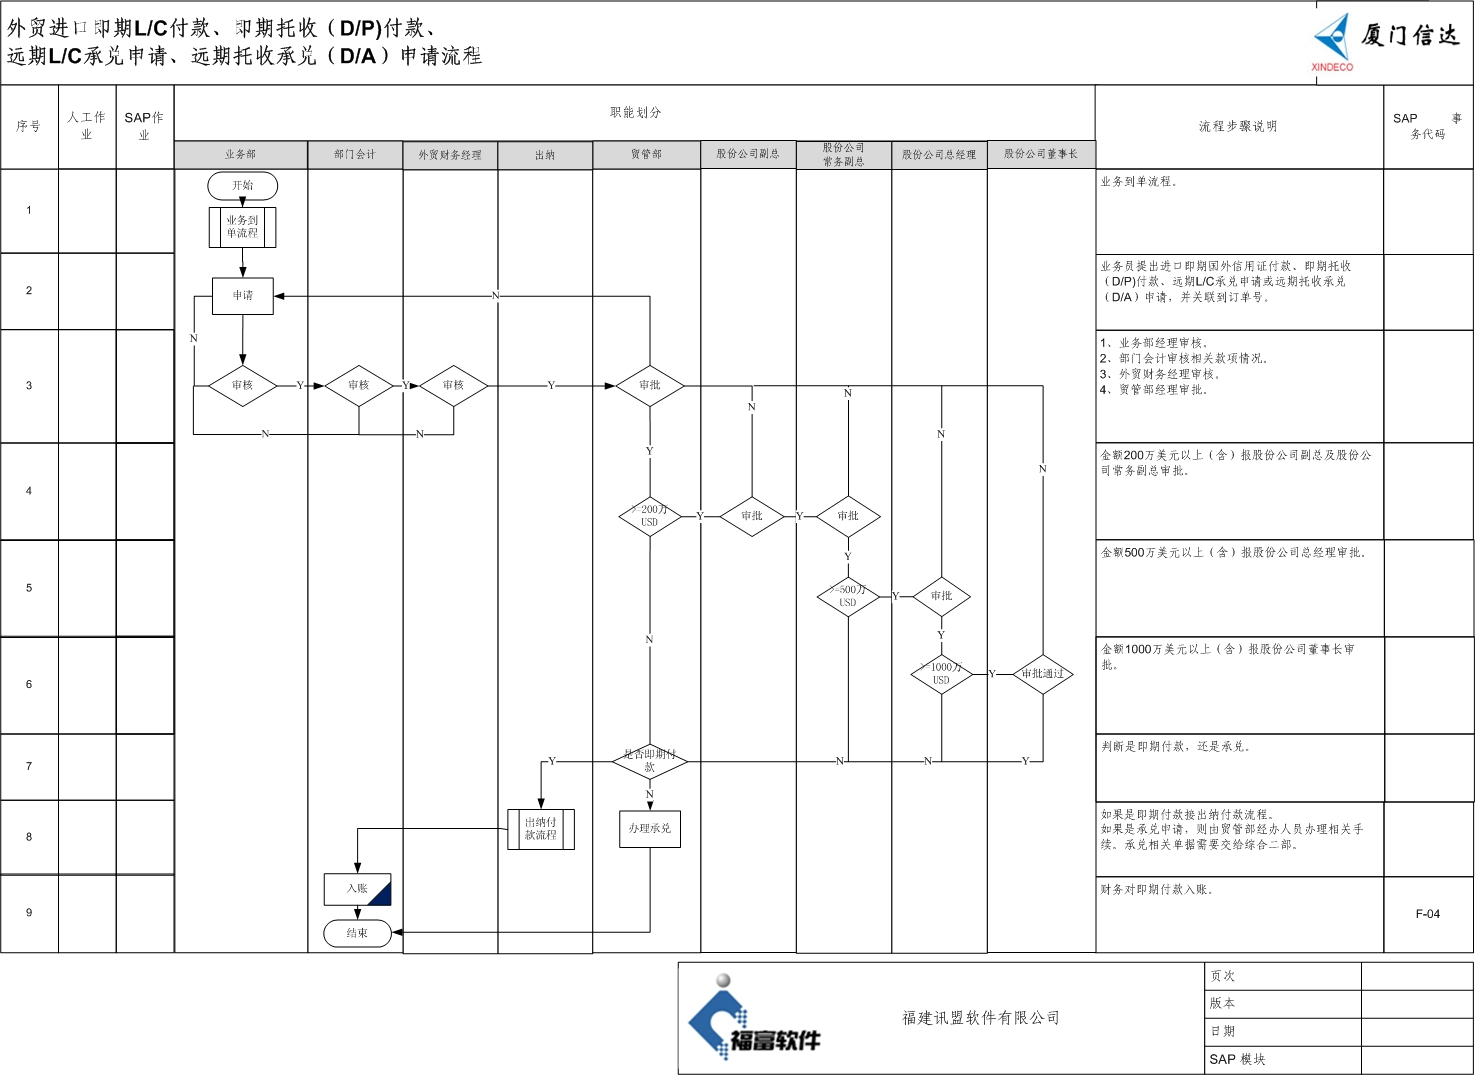 外贸进口即期L/C付款、即期托收（D/P)付款、
远期L/C承兑申请、远期托收承兑（D/A）申请流程
XINDECO
厦门信达
序号
人工作
业
SAP作
业
职能划分
流程步骤说明
SAP 事
务代码
业务部
部门会计
外贸财务经理
出纳
贸管部
股份公司副总
股份公司
常务副总
股份公司总经理
股份公司董事长
1
开始
业务到
单流程
业务到单流程。
2
申请
N
N
业务员提出进口即期国外信用证付款、即期托收
（D/P)付款、远期L/C承兑申请或远期托收承兑
（D/A）申请，并关联到订单号。
3
审核
Y
审核
Y
审核
Y
审批
N
N
Y
N
N
N
N
1、业务部经理审核。
2、部门会计审核相关款项情况。
3、外贸财务经理审核。
4、贸管部经理审批。
4
>=200万
USD
Y
审批
Y
审批
N
Y
金额200万美元以上（含）报股份公司副总及股份公
司常务副总审批。
5
>=500万
USD
Y
审批
Y
N
金额500万美元以上（含）报股份公司总经理审批。
6
>=1000万
USD
Y
审批通过
金额1000万美元以上（含）报股份公司董事长审
批。
7
Y
是否即期付
款
N
N
N
Y
判断是即期付款，还是承兑。
8
出纳付
款流程
办理承兑
如果是即期付款接出纳付款流程。
如果是承兑申请，则由贸管部经办人员办理相关手
续。承兑相关单据需要交给综合二部。
9
入账
结束
财务对即期付款入账。
F-04
福富软件
福建讯盟软件有限公司
页次
版本
日期
SAP 模块